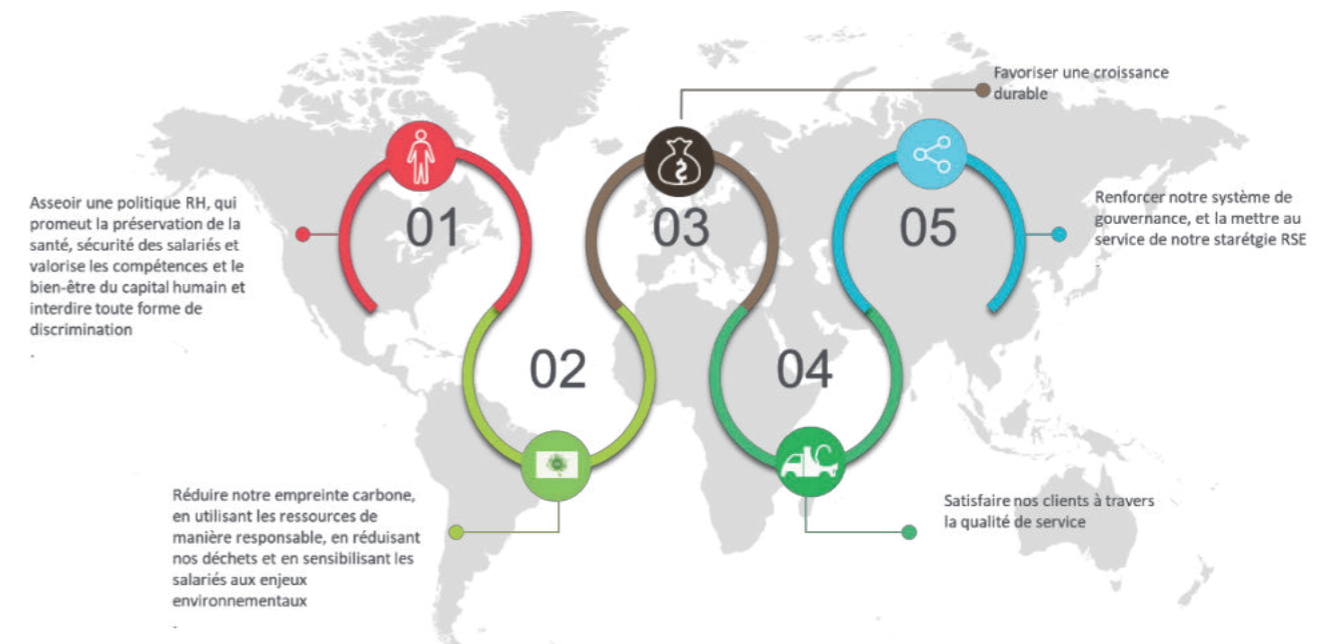 01
Asseoir une politique RH, qui
promeut la préservation de la
santé, sécurité des salariés et
valorise les compétences et le
bien-être du capital humain et
interdire toute forme de
discrimination
.
02
Réduire notre empreinte carbone,
en utilisant les ressources de
manière responsable, en réduisant
nos déchets et en sensibilisant les
salariés aux enjeux
environnementaux
.
03
Favoriser une croissance
durable
04
Satisfaire nos clients à travers
la qualité de service
05
Renforcer notre système de
gouvernance, et la mettre au
service de notre starétgie RSE
.